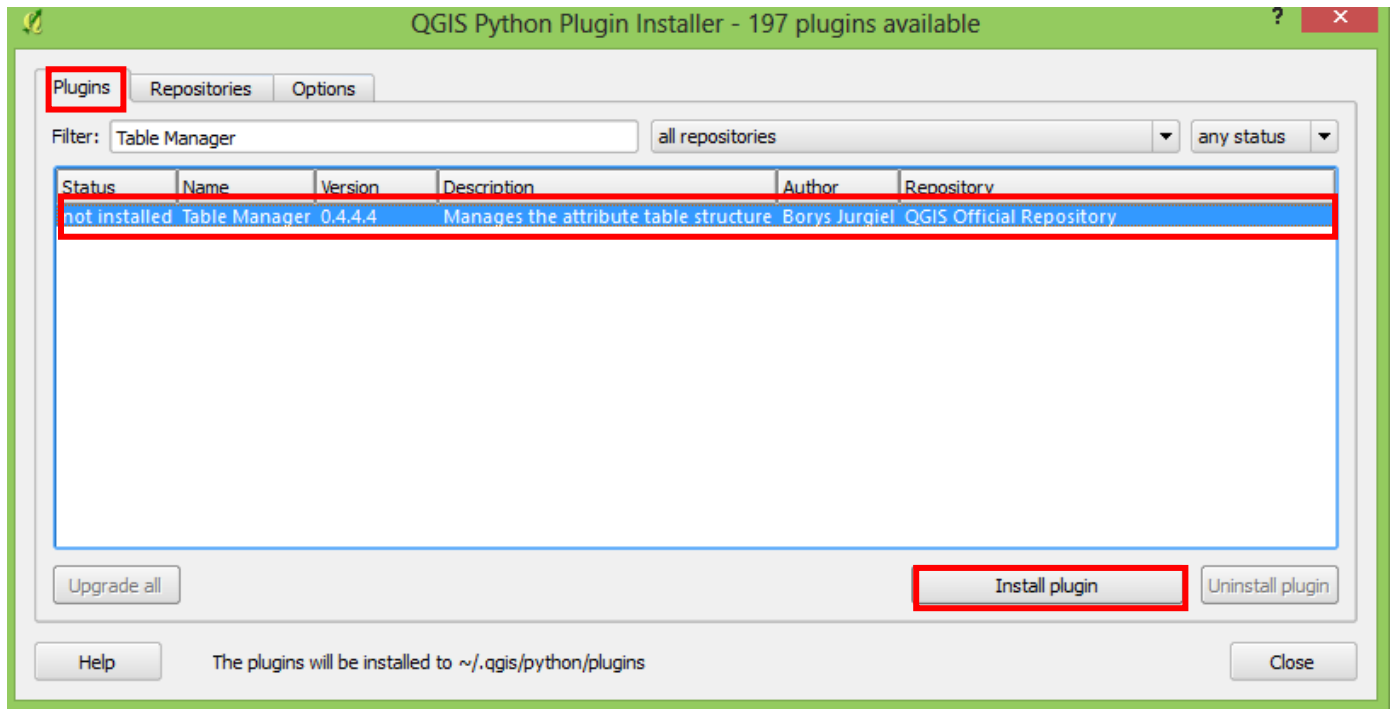 QGIS Python Plugin Installer - 197 plugins available ?
Plugins Repositories Options
Filter: Table Manager all repositories any status
Status Name Version Description Author Repository
not installed Table Manager 0.4.4.4 Manages the attribute table structure Borys Jurgiel QGIS Official Repository
Upgrade all Install plugin Uninstall plugin
Help The plugins will be installed to ~/.qgis/python/plugins Close